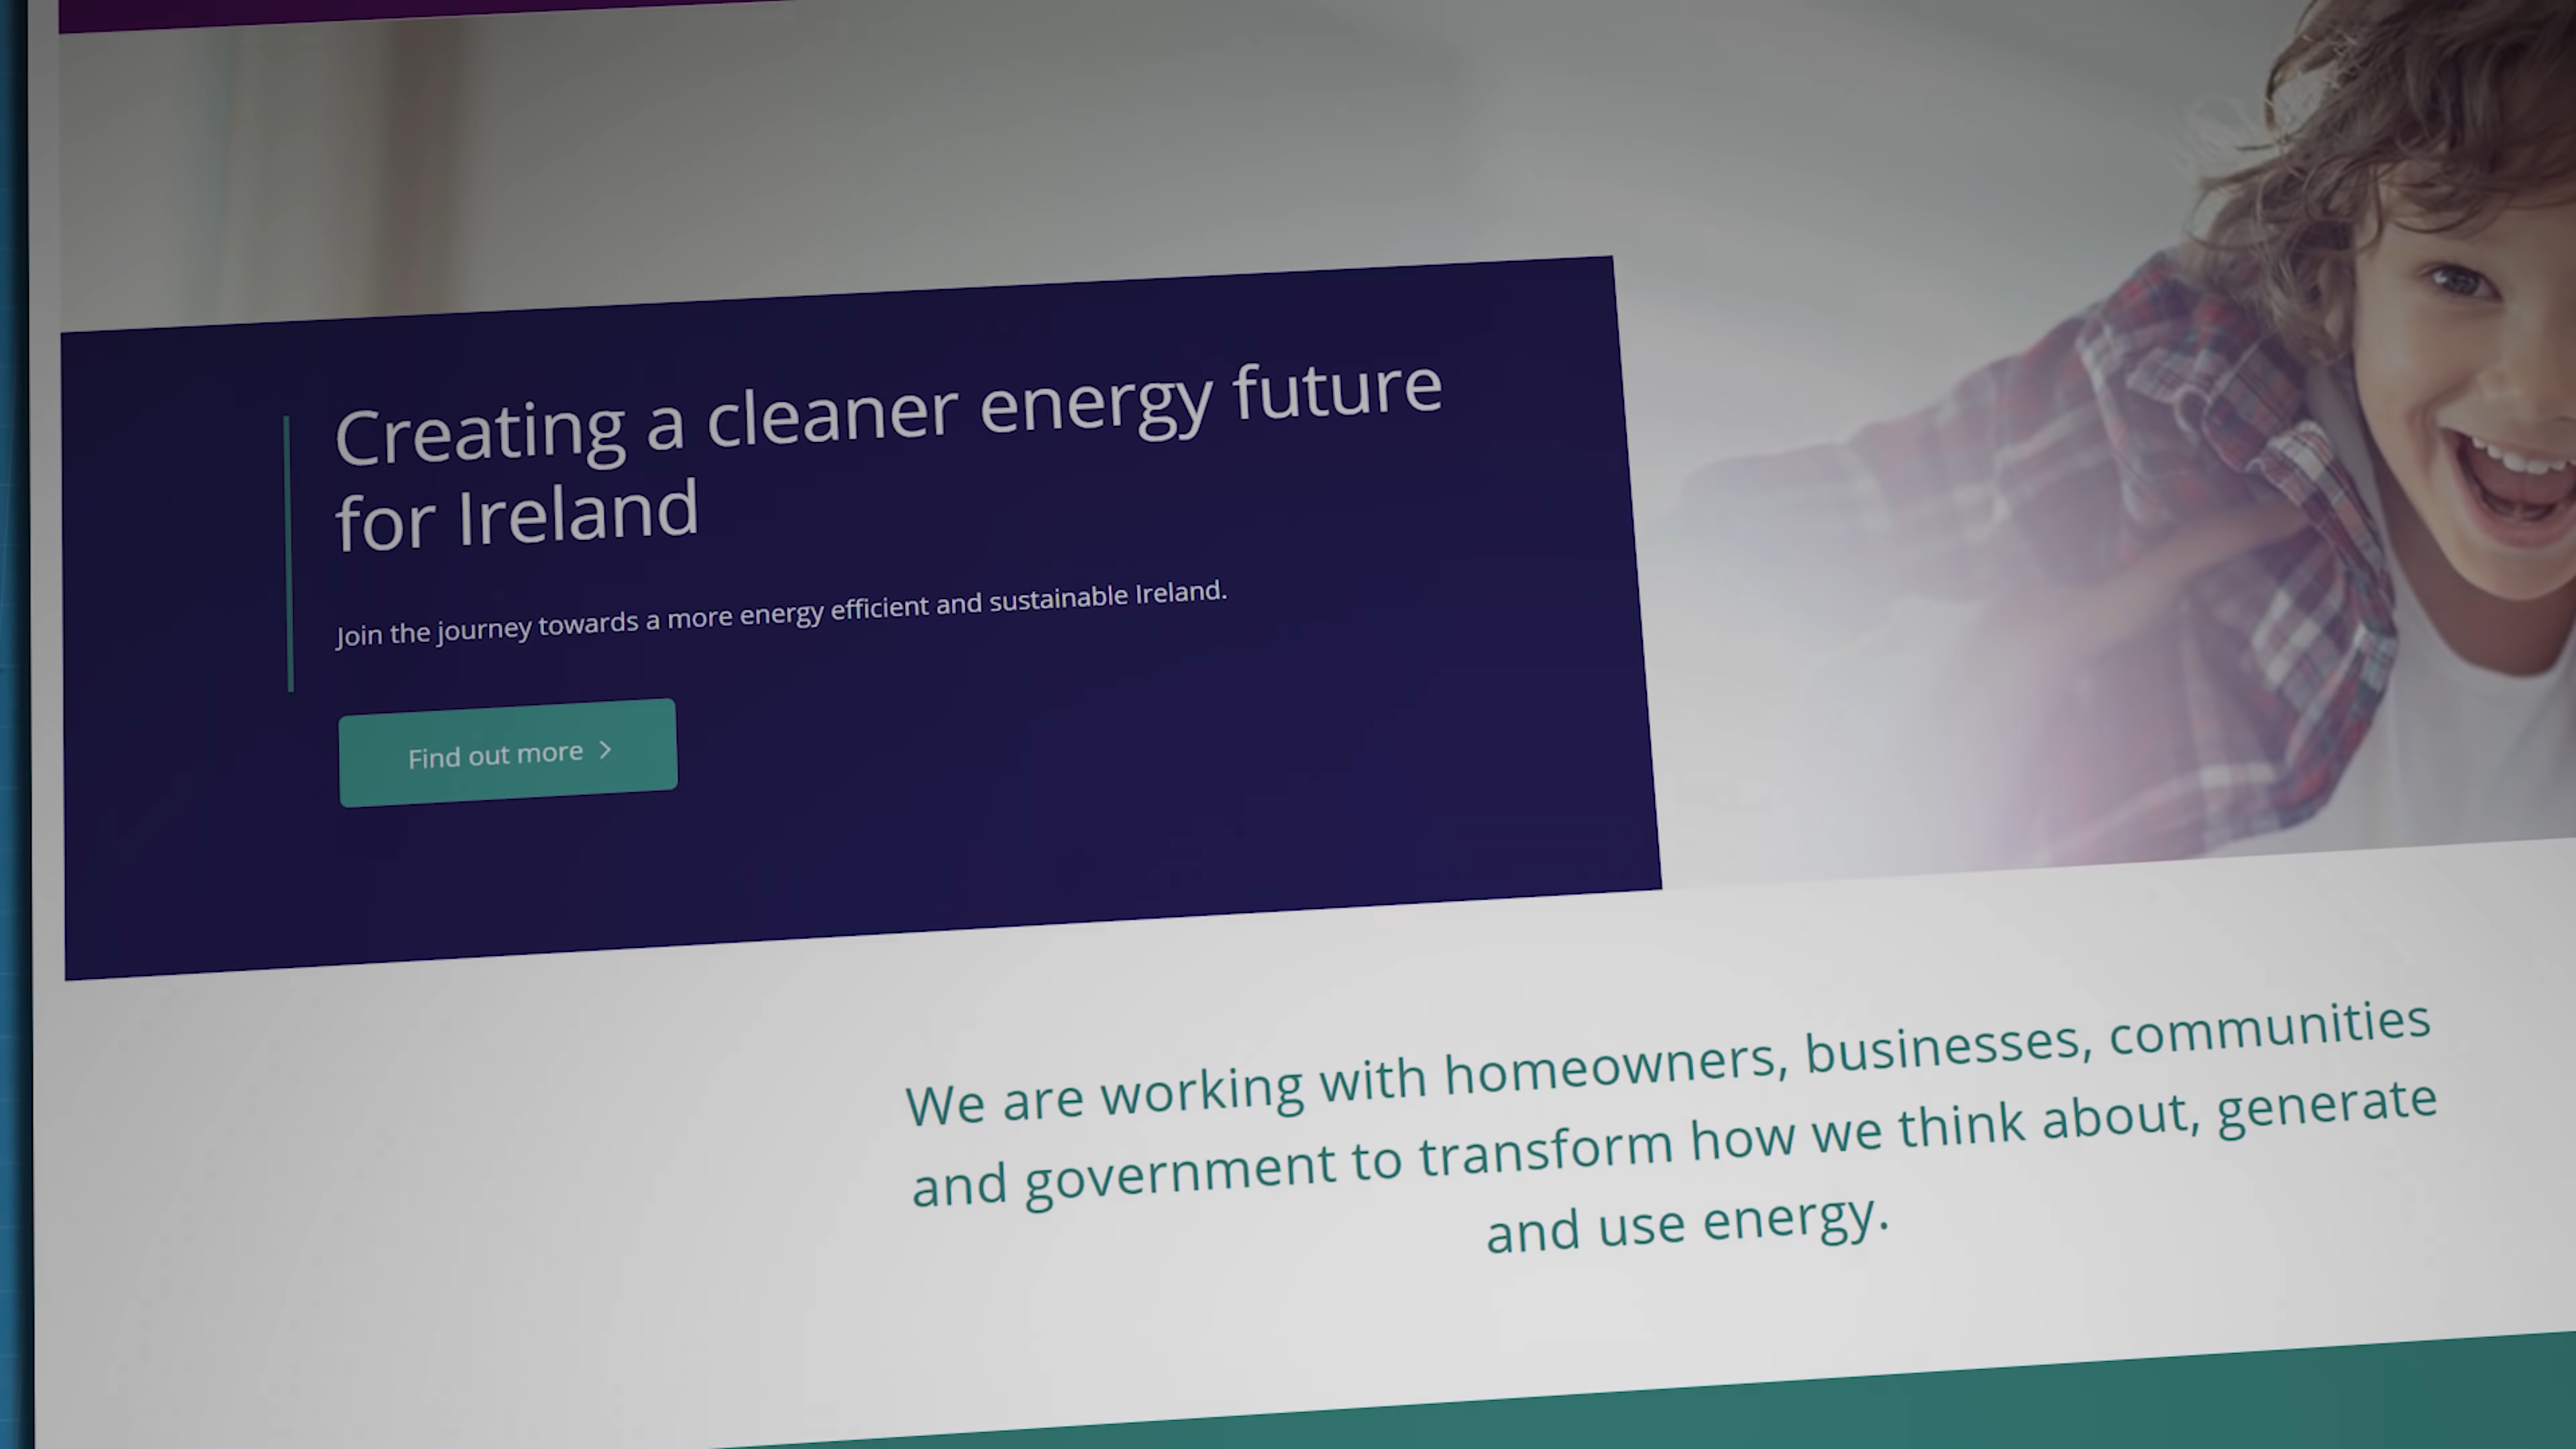 Creating a cleaner energy future
for Ireland
Join the journey towards a more energy efficient and sustainable Ireland.
Find out more
We are working with homeowners, businesses, communities
and government to transform how we think about, generate
and use energy.